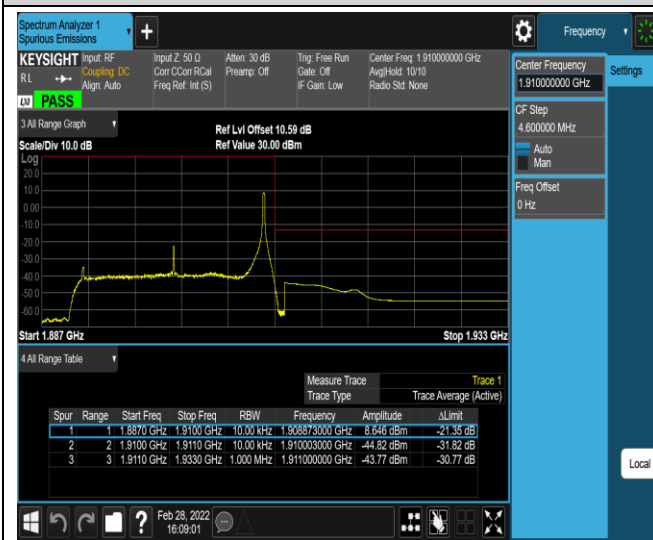 Spectrum Analyzer 1
Spurious Emissions
+
Frequency
KEYSIGHT Input: RF Input Z: 50 Ω Atten: 30 dB Trig: Free Run Center Freq: 1.910000000 GHz
RL Coupling: DC Corr CCorr RCal Preamp: Off Gate: Off Avg|Hold: 10/10
Align: Auto Freq Ref: Int (S) IF Gain: Low Radio Std: None
LXI PASS
Center Frequency
1.910000000 GHz
Settings
CF Step
4.600000 MHz
Auto
Man
Freq Offset
0 Hz
3 All Range Graph
Ref Lvl Offset 10.59 dB
Scale/Div 10.0 dB Ref Value 30.00 dBm
Log
20.0
10.0
0.00
-10.0
-20.0
-30.0
-40.0
-50.0
-60.0
Start 1.887 GHz Stop 1.933 GHz
4 All Range Table
Measure Trace Trace 1
Trace Type Trace Average (Active)
Spur Range Start Freq Stop Freq RBW Frequency Amplitude ΔLimit
1 1 1.8870 GHz 1.9100 GHz 10.00 kHz 1.908873000 GHz 8.646 dBm -21.35 dB
2 2 1.9100 GHz 1.9110 GHz 10.00 kHz 1.910003000 GHz -44.82 dBm -31.82 dB
3 3 1.9110 GHz 1.9330 GHz 1.000 MHz 1.911000000 GHz -43.77 dBm -30.77 dB
Local
?
Feb 28, 2022
16:09:01